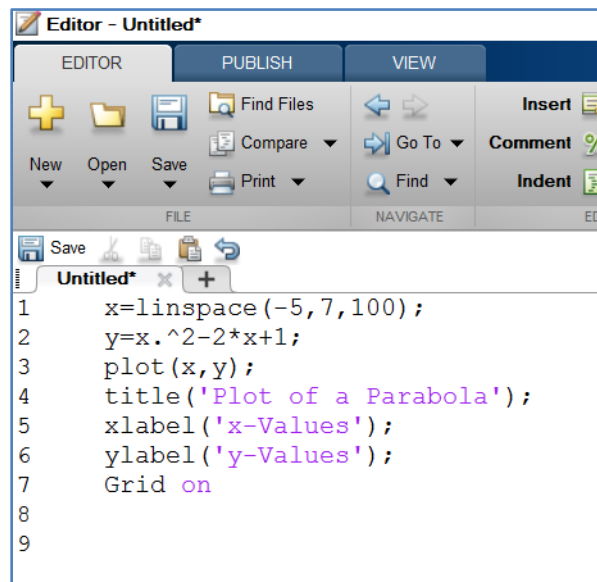 Editor - Untitled*
EDITOR PUBLISH VIEW
New Open Save Find Files Compare Print Go To Find Insert Comment Indent
FILE NAVIGATE
Save
Untitled* +
1 x=linspace(-5,7,100);
2 y=x.^2-2*x+1;
3 plot(x,y);
4 title('Plot of a Parabola');
5 xlabel('x-Values');
6 ylabel('y-Values');
7 Grid on
8
9